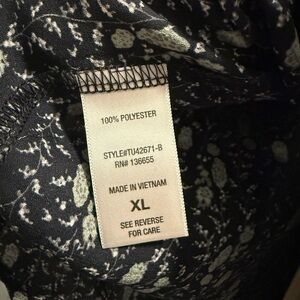 100% POLYESTER
STYLE#TU42671-B
RN# 136655
MADE IN VIETNAM
XL
SEE REVERSE
FOR CARE